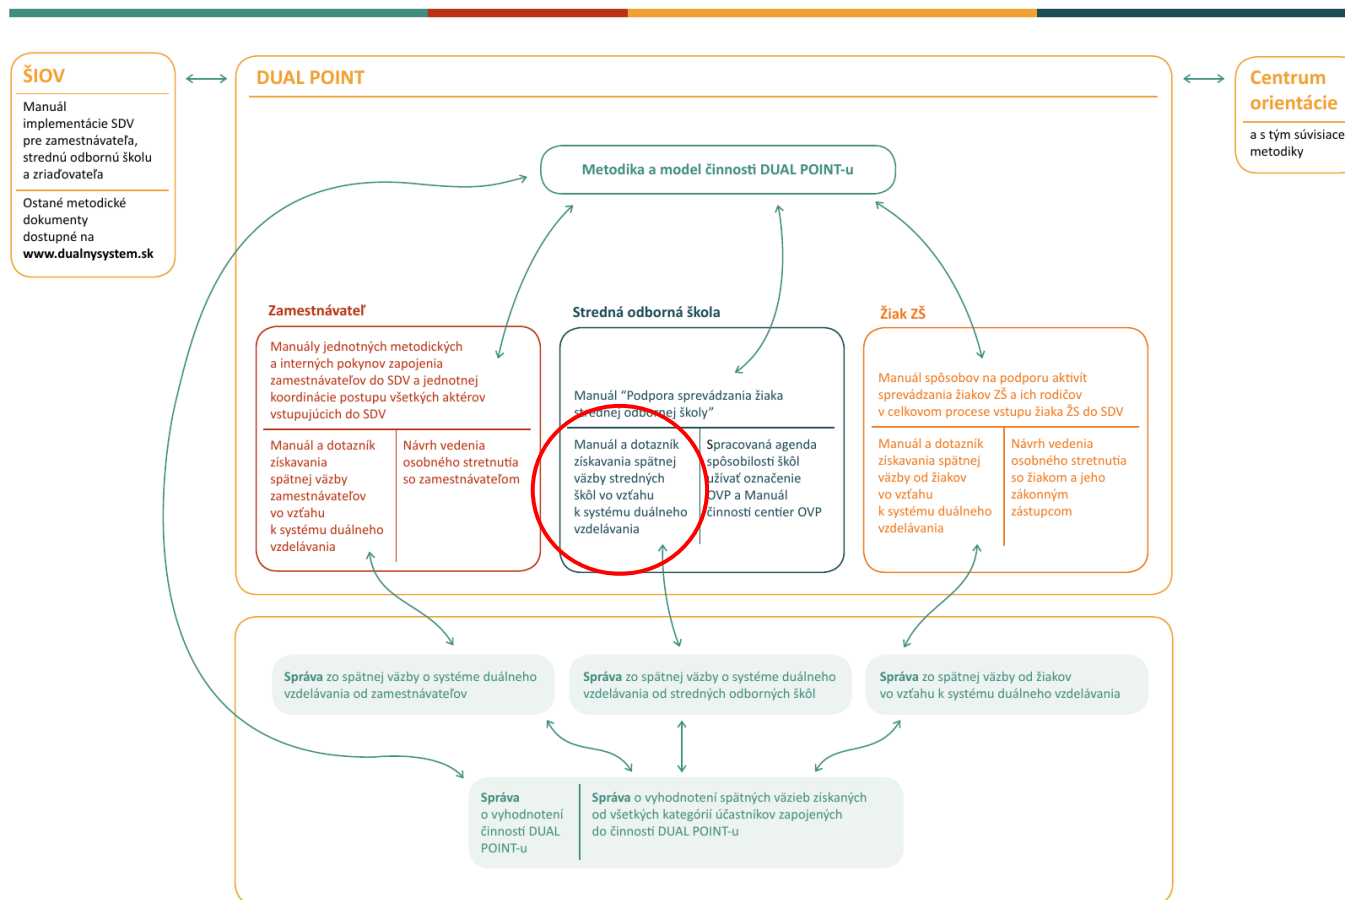 ŠIOV
Manuál
implementácie SDV
pre zamestnávateľa,
strednú odbornú školu
a zriaďovateľa
Ostané metodické
dokumenty
dostupné na
www.dualnysystem.sk
DUAL POINT
Centrum
orientácie
a s tým súvisiace
metodiky
Metodika a model činnosti DUAL POINT-u
Zamestnávateľ
Manuály jednotných metodických
a interných pokynov zapojenia
zamestnávateľov do SDV a jednotnej
koordinácie postupu všetkých aktérov
vstupujúcich do SDV
Manuál a dotazník
získavania
spätnej väzby
zamestnávateľov
vo vzťahu
k systému duálneho
vzdelávania
Návrh vedenia
osobného stretnutia
so zamestnávateľom
Stredná odborná škola
Manuál “Podpora sprevádzania žiaka
strednej odbornej školy”
Manuál a dotazník
získavania spätnej
väzby stredných
škôl vo vzťahu
k systému duálneho
vzdelávania
Spracovaná agenda
spôsobilosti škôl
užívať označenie
OVP a Manuál
činností centier OVP
Žiak ZŠ
Manuál spôsobov na podporu aktivít
sprevádzania žiakov ZŠ a ich rodičov
v celkovom procese vstupu žiaka ŽS do SDV
Manuál a dotazník
získavania spätnej
väzby od žiakov
vo vzťahu
k systému duálneho
vzdelávania
Návrh vedenia
osobného stretnutia
so žiakom a jeho
zákonným
zástupcom
Správa zo spätnej väzby o systéme duálneho
vzdelávania od zamestnávateľov
Správa zo spätnej väzby o systéme duálneho
vzdelávania od stredných odborných škôl
Správa zo spätnej väzby od žiakov
vo vzťahu k systému duálneho vzdelávania
Správa
o vyhodnotení
činností DUAL
POINT-u
Správa o vyhodnotení spätných väzieb získaných
od všetkých kategórií účastníkov zapojených
do činností DUAL POINT-u